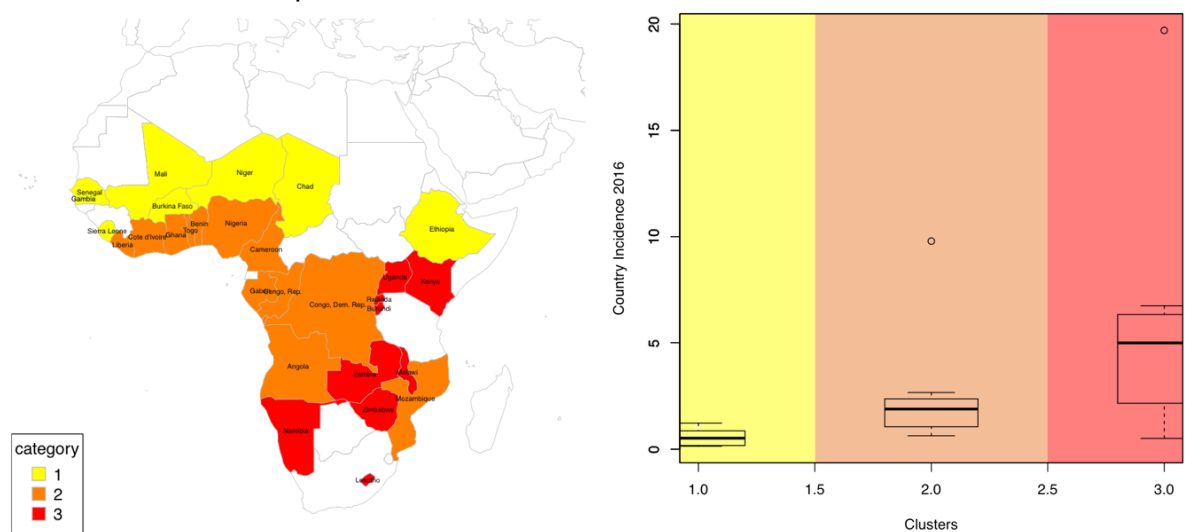 Mali
Niger
Chad
Senegal
Gambia
Burkina Faso
Benin
Nigeria
Togo
Ghana
Cote d'Ivoire
Sierra Leone
Liberia
Ethiopia
Cameroon
Uganda
Kenya
Congo, Rep.
Congo, Dem. Rep.
Rwanda
Burundi
Angola
Zambia
Malawi
Mozambique
Zimbabwe
Namibia
Lesotho
category
1
2
3
Country Incidence 2016
20
15
10
5
0
1.0 1.5 2.0 2.5 3.0
Clusters